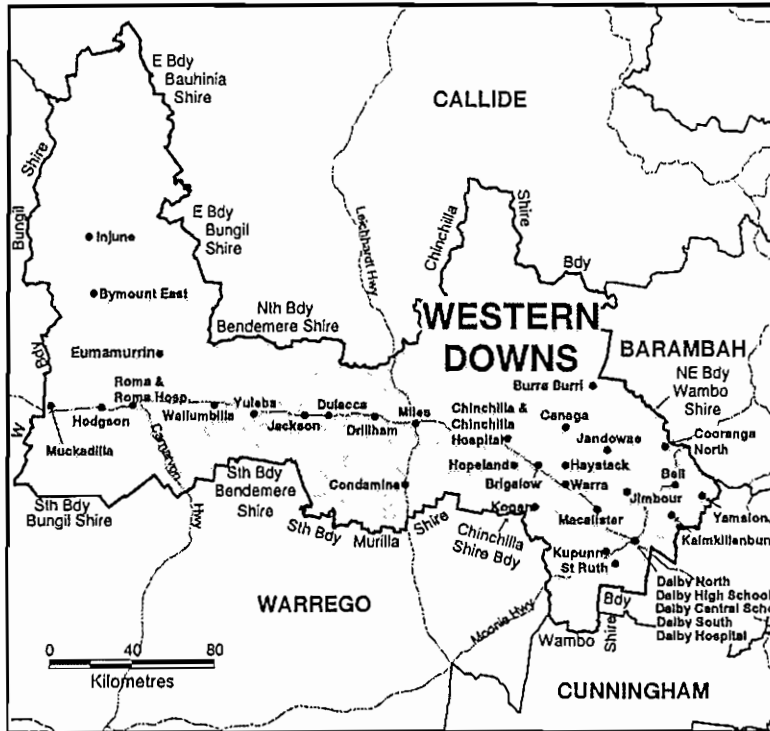 E Bdy
Bauhinia
Shire
CALLIDE
Bungil
Shire
Bdy
W
Injune
E Bdy
Bungil
Shire
Leichhardt Hwy
Chinchilla
Shire
Bdy
Bymount East
Nth Bdy
Bendemere Shire
WESTERN
DOWNS
BARAMBAH
NE Bdy
Wambo
Shire
Eumamurrin
Roma &
Roma Hosp.
Hodgson
Muckadilla
Wallumbilla
Yuleba
Jackson
Dulacca
Drillham
Miles
Burra Burri
Canaga
Chinchilla &
Chinchilla
Hospital
Jandowae
Cooranga
North
Hopeland
Brigalow
Haystack
Warra
Bell
Jimbour
Yamsion
Kaimkillenbun
Carnarvon
Hwy
Sth Bdy
Bungil Shire
Sth Bdy
Bendemere
Shire
Condamine
Sth Bdy
Murilla
Shire
Kogan
Chinchilla
Shire Bdy
Macalister
Kupunn
St Ruth
Dalby North
Dalby High School
Dalby Central Scho
Dalby South
Dalby Hospital
WARREGO
Moonie Hwy
Wambo
Shire
Bdy
0 40 80
Kilometres
CUNNINGHAM